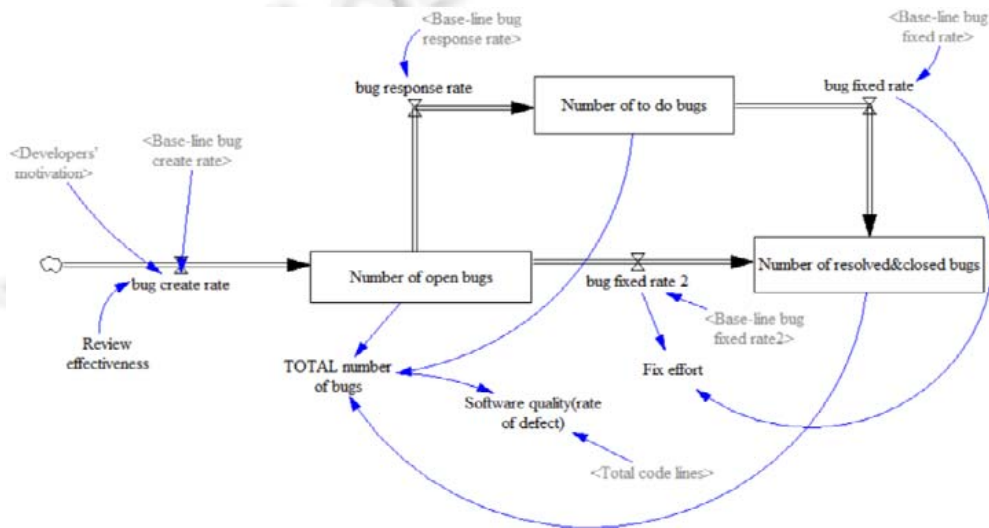 <Base-line bug
response rate>
<Base-line bug
fixed rate>
bug response rate
bug fixed rate
Number of to do bugs
<Developers'
motivation>
<Base-line bug
create rate>
Number of open bugs
Number of resolved&closed bugs
bug create rate
bug fixed rate 2
<Base-line bug
fixed rate2>
Review
effectiveness
TOTAL number
of bugs
Fix effort
Software quality(rate
of defect)
<Total code lines>